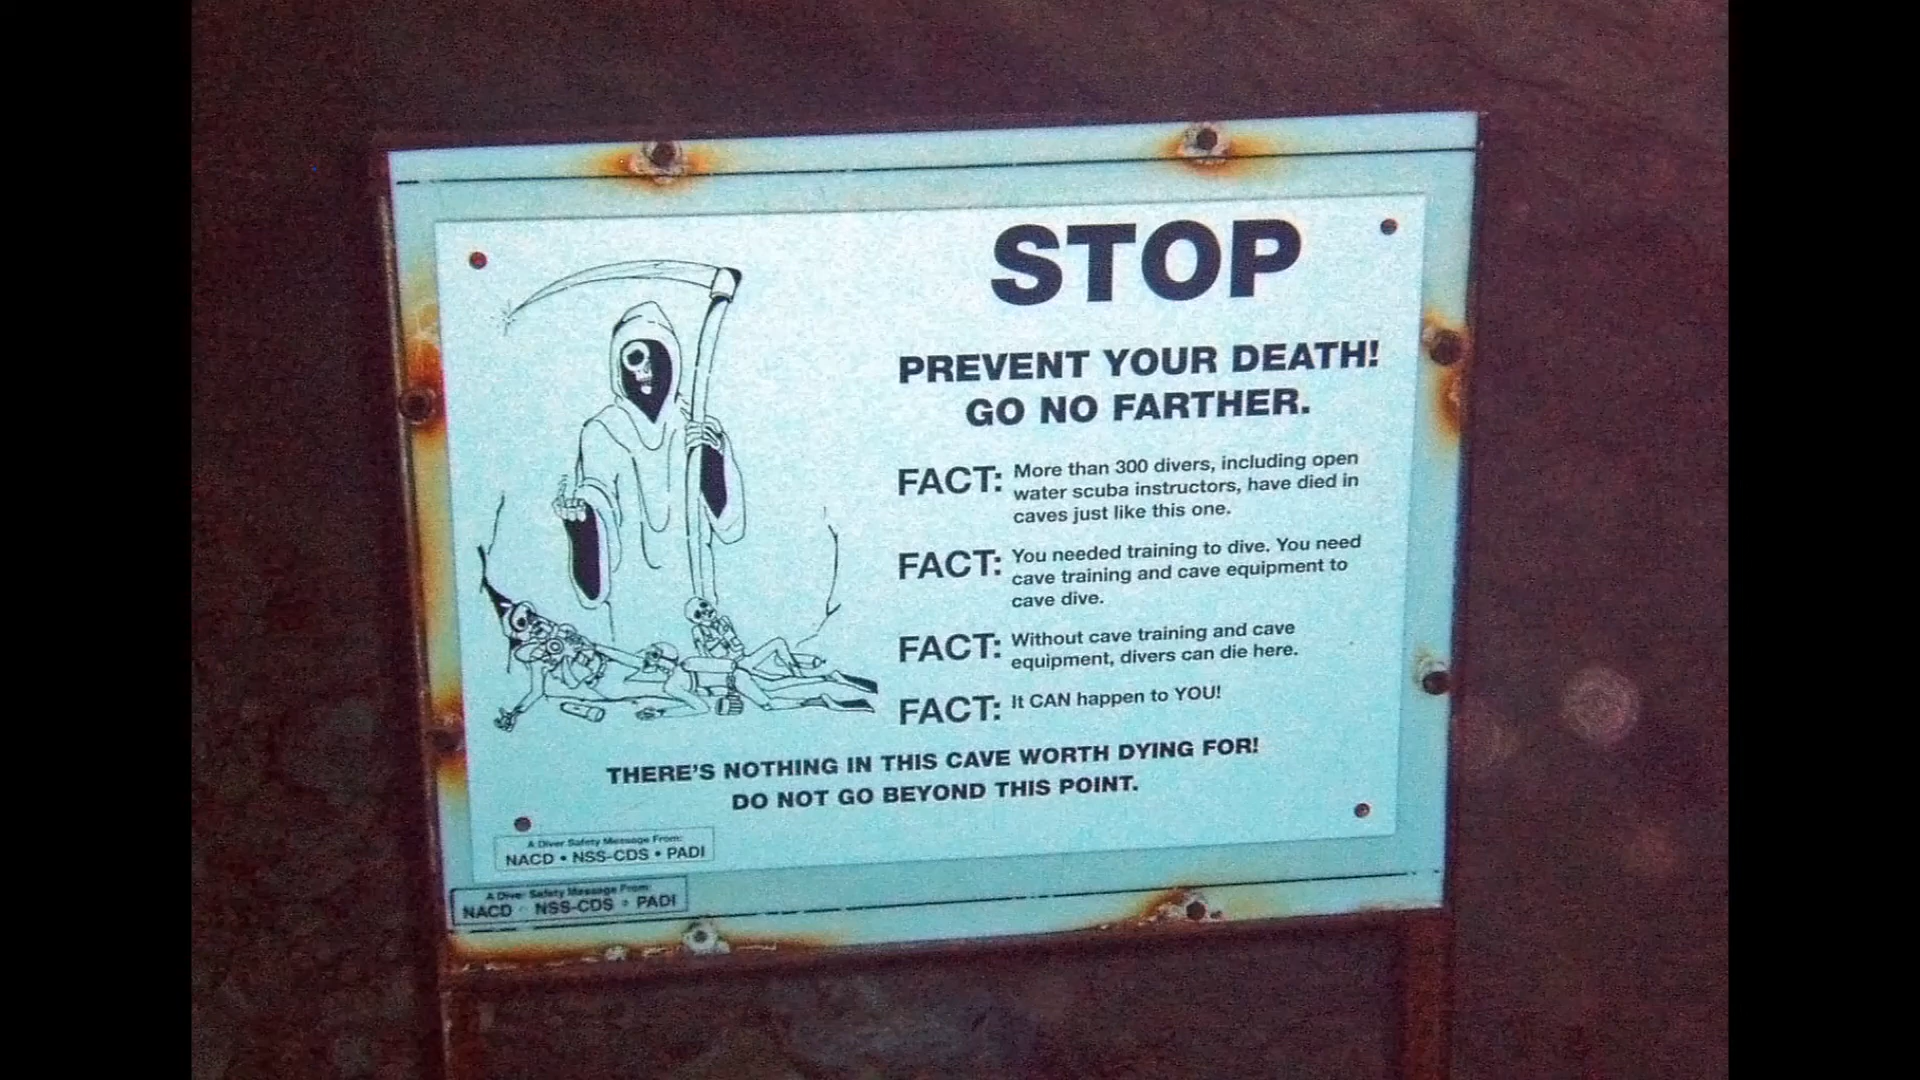 STOP
PREVENT YOUR DEATH!
GO NO FARTHER.
FACT: More than 300 divers, including open
water scuba instructors, have died in
caves just like this one.
FACT: You needed training to dive. You need
cave training and cave equipment to
cave dive.
FACT: Without cave training and cave
equipment, divers can die here.
FACT: It CAN happen to YOU!
THERE'S NOTHING IN THIS CAVE WORTH DYING FOR!
DO NOT GO BEYOND THIS POINT.
A Diver Safety Message From:
NACD • NSS-CDS • PADI
A Diver Safety Message From:
NACD • NSS-CDS • PADI